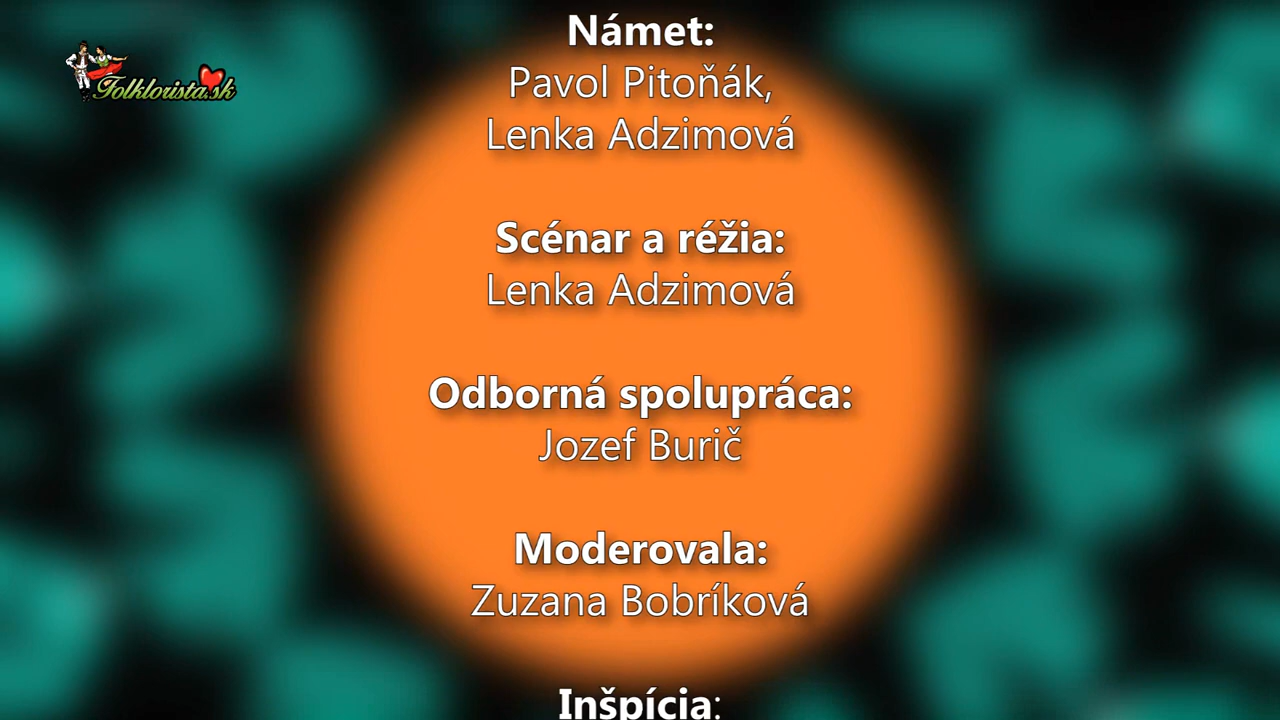 Námet:
Folklorista.sk
Pavol Pitoňák,
Lenka Adzimová
Scénar a réžia:
Lenka Adzimová
Odborná spolupráca:
Jozef Burič
Moderovala:
Zuzana Bobríková
Inšpícia: